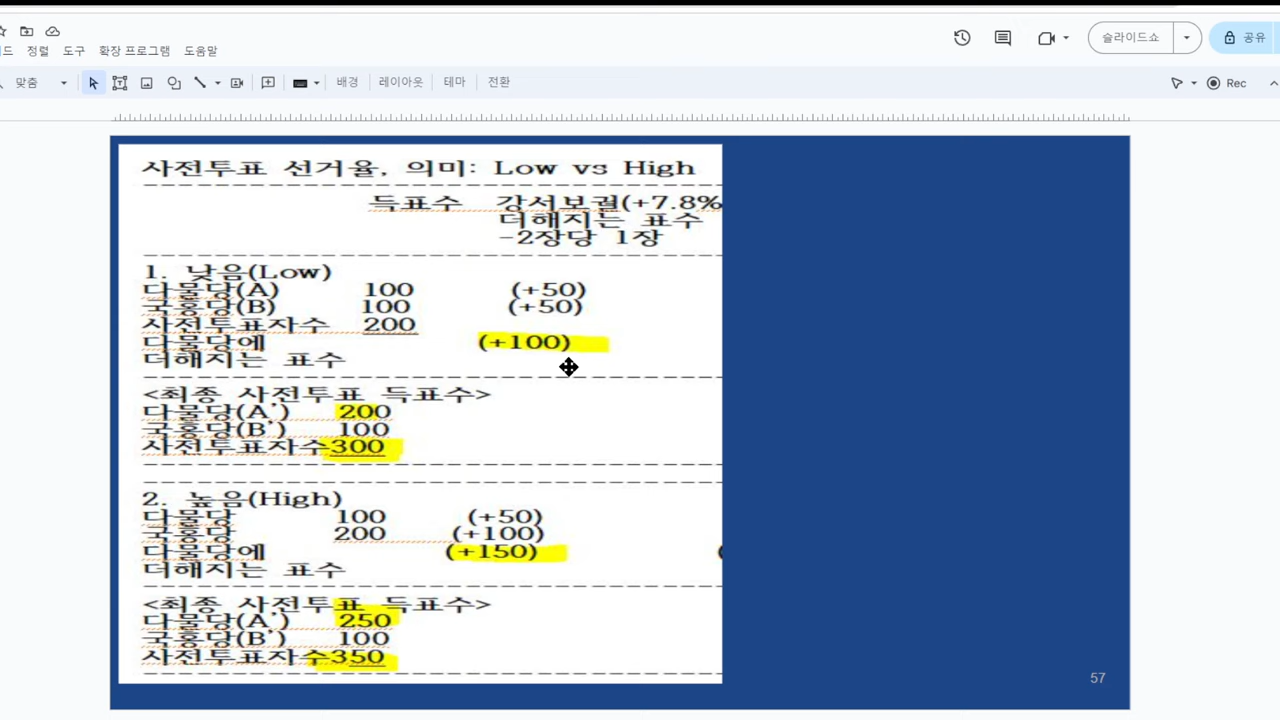 드 정렬 도구 확장 프로그램 도움말
슬라이드쇼 공유
맞춤 배경 레이아웃 테마 전환 Rec
사전투표 선거율, 의미: Low vs High
득표수 강서보궐(+7.8%
더해지는 표수
-2장당 1장
1. 낮음(Low)
다물당(A) 100 (+50)
국홍당(B) 100 (+50)
사전투표자수 200
다물당에 (+100)
더해지는 표수
<최종 사전투표 득표수>
다물당(A') 200
국홍당(B') 100
사전투표자수300
2. 높음(High)
다물당 100 (+50)
국홍당 200 (+100)
다물당에 (+150) (
더해지는 표수
<최종 사전투표 득표수>
다물당(A') 250
국홍당(B') 100
사전투표자수350
57